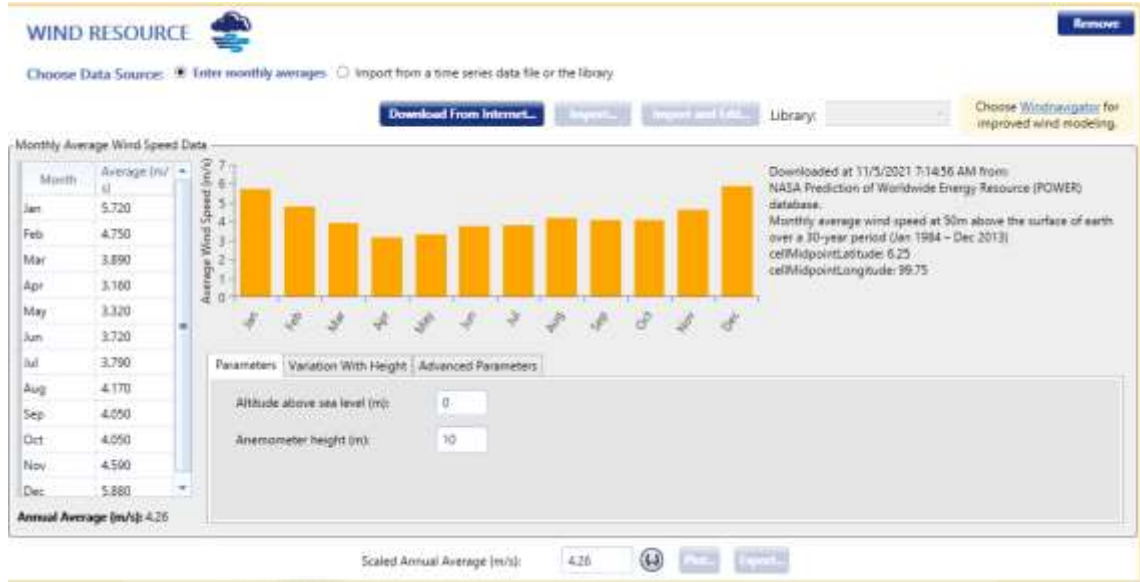 WIND RESOURCE
Remove
Choose Data Source: Enter monthly averages Import from a time series data file or the library
Download From Internet... Import... Import and Edit... Library:
Choose Windnavigator for
improved wind modeling.
Monthly Average Wind Speed Data
Month Average (m/
s)
Jan 5.720
Feb 4.750
Mar 3.890
Apr 3.160
May 3.320
Jun 3.720
Jul 3.790
Aug 4.170
Sep 4.050
Oct 4.050
Nov 4.590
Dec 5.880
Annual Average (m/s): 4.26
Average Wind Speed (m/s)
7
6
5
4
3
2
1
0
Jan Feb Mar Apr May Jun Jul Aug Sep Oct Nov Dec
Downloaded at 11/5/2021 7:14:56 AM from:
NASA Prediction of Worldwide Energy Resource (POWER)
database.
Monthly average wind speed at 50m above the surface of earth
over a 30-year period (Jan 1984 – Dec 2013)
cellMidpointLatitude: 6.25
cellMidpointLongitude: 99.75
Parameters Variation With Height Advanced Parameters
Altitude above sea level (m): 0
Anemometer height (m): 10
Scaled Annual Average (m/s): 4.26 Plot... Export...